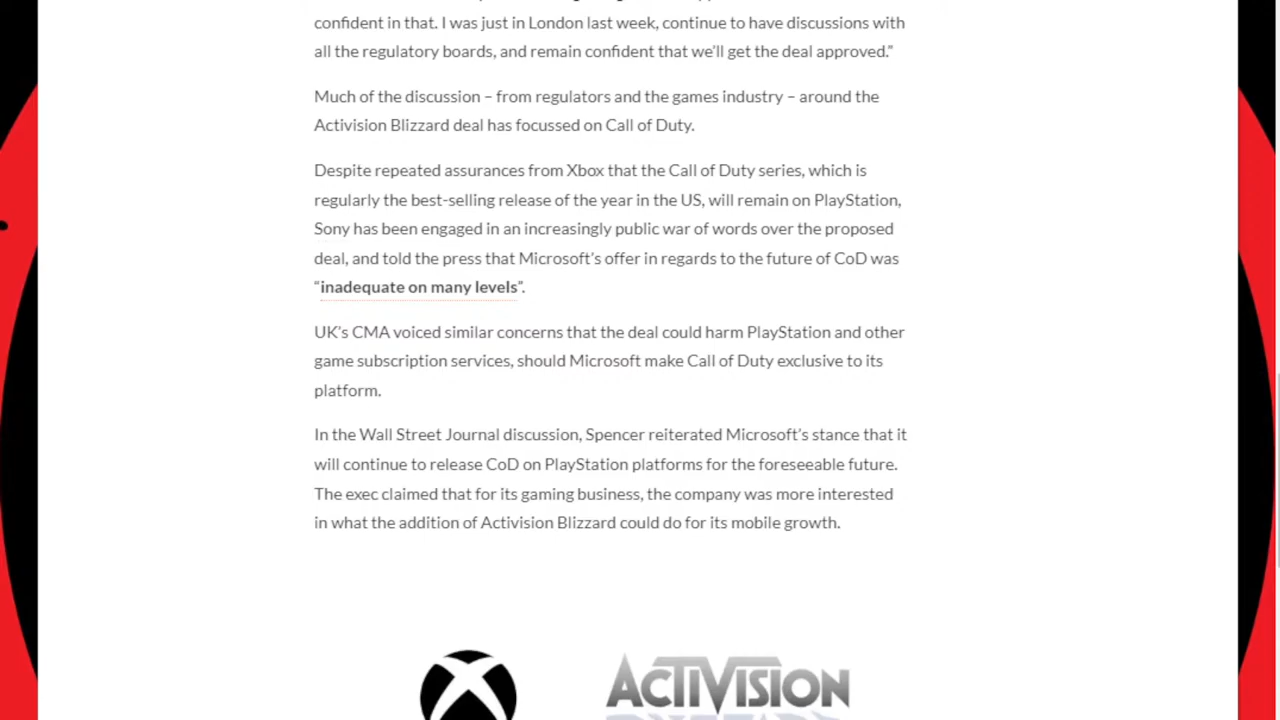 confident in that. I was just in London last week, continue to have discussions with
all the regulatory boards, and remain confident that we'll get the deal approved.”
Much of the discussion – from regulators and the games industry – around the
Activision Blizzard deal has focussed on Call of Duty.
Despite repeated assurances from Xbox that the Call of Duty series, which is
regularly the best-selling release of the year in the US, will remain on PlayStation,
Sony has been engaged in an increasingly public war of words over the proposed
deal, and told the press that Microsoft's offer in regards to the future of CoD was
“inadequate on many levels”.
UK's CMA voiced similar concerns that the deal could harm PlayStation and other
game subscription services, should Microsoft make Call of Duty exclusive to its
platform.
In the Wall Street Journal discussion, Spencer reiterated Microsoft's stance that it
will continue to release CoD on PlayStation platforms for the foreseeable future.
The exec claimed that for its gaming business, the company was more interested
in what the addition of Activision Blizzard could do for its mobile growth.
ACTIVISION